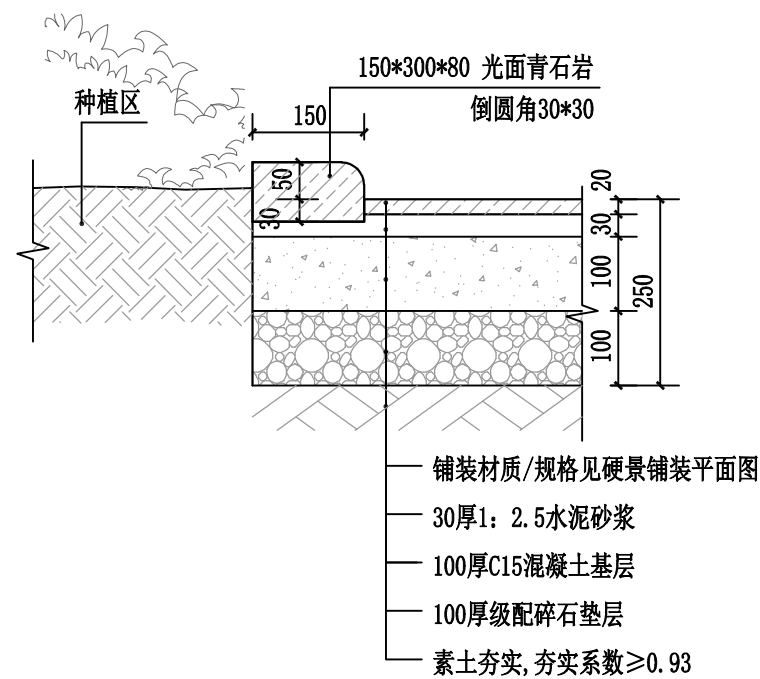 150*300*80 光面青石岩
倒圆角30*30
种植区
150
50
30
20
30
100
100
250
铺装材质/规格见硬景铺装平面图
30厚1：2.5水泥砂浆
100厚C15混凝土基层
100厚级配碎石垫层
素土夯实,夯实系数≥0.93